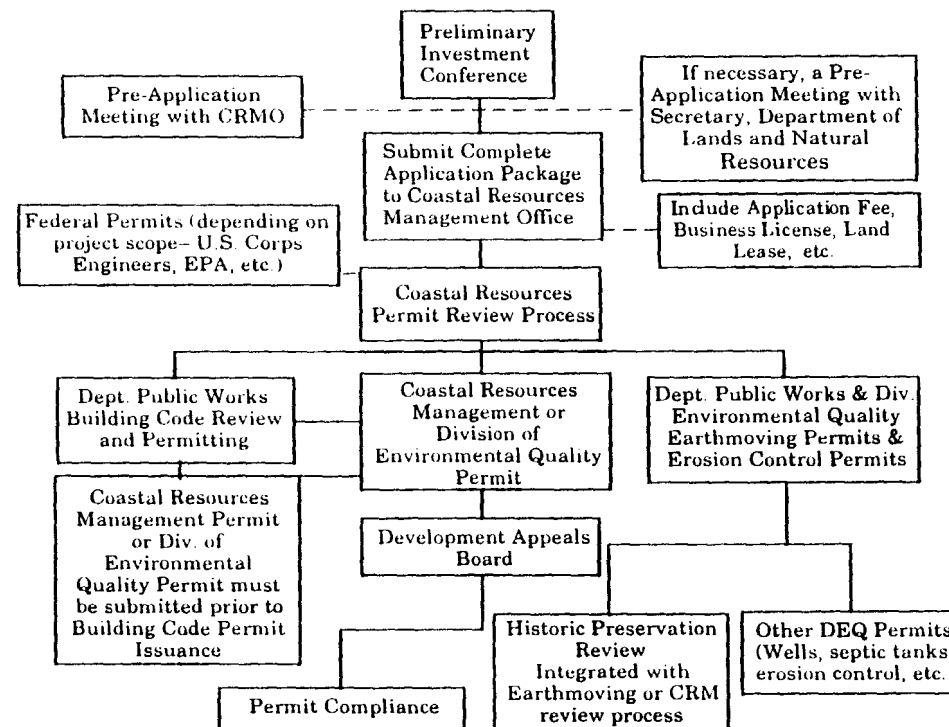 Preliminary
Investment
Conference
Pre-Application
Meeting with CRMO
If necessary, a Pre-
Application Meeting with
Secretary, Department of
Lands and Natural
Resources
Submit Complete
Application Package
to Coastal Resources
Management Office
Federal Permits (depending on
project scope- U.S. Corps
Engineers, EPA, etc.)
Include Application Fee,
Business License, Land
Lease, etc.
Coastal Resources
Permit Review Process
Dept. Public Works
Building Code Review
and Permitting
Coastal Resources
Management or
Division of
Environmental Quality
Permit
Dept. Public Works & Div.
Environmental Quality
Earthmoving Permits &
Erosion Control Permits
Coastal Resources
Management Permit
or Div. of
Environmental
Quality Permit must
be submitted prior to
Building Code Permit
Issuance
Development Appeals
Board
Historic Preservation
Review
Integrated with
Earthmoving or CRM
review process
Other DEQ Permits
(Wells, septic tanks
erosion control, etc.
Permit Compliance